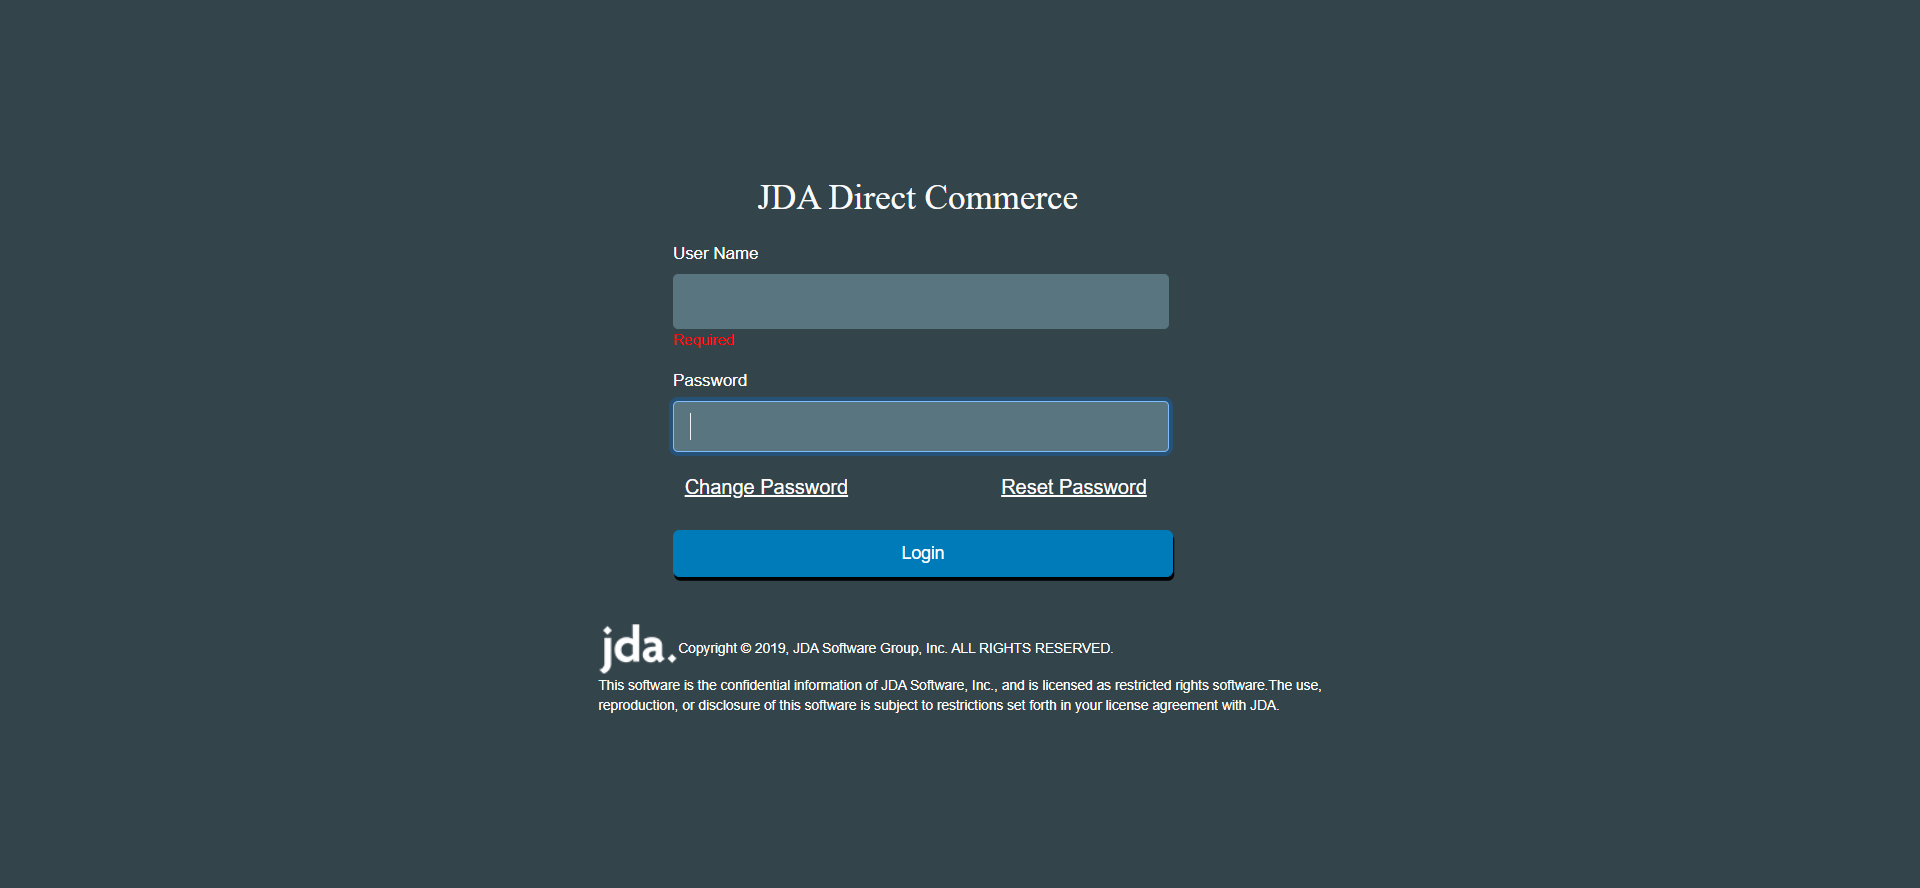 JDA Direct Commerce
User Name
Required
Password
Change Password Reset Password
Login
jda. Copyright © 2019, JDA Software Group, Inc. ALL RIGHTS RESERVED.
This software is the confidential information of JDA Software, Inc., and is licensed as restricted rights software.The use,
reproduction, or disclosure of this software is subject to restrictions set forth in your license agreement with JDA.